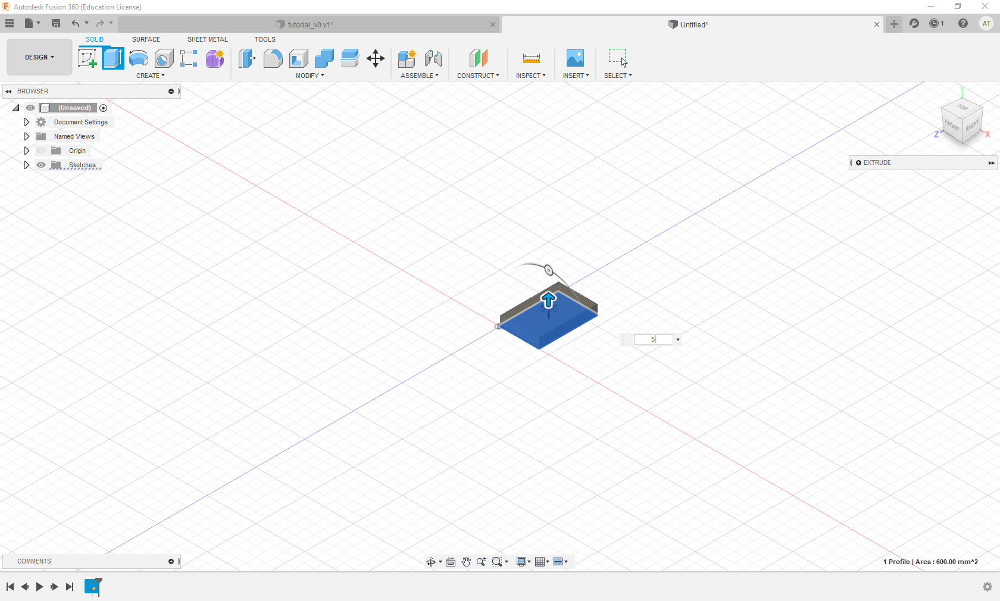 Autodesk Fusion 360 (Education License)
tutorial_v0 v1*
Untitled*
1
AT
DESIGN
SOLID
SURFACE
SHEET METAL
TOOLS
CREATE
MODIFY
ASSEMBLE
CONSTRUCT
INSPECT
INSERT
SELECT
BROWSER
(Unsaved)
Document Settings
Named Views
Origin
Sketches
Y
TOP
FRONT
RIGHT
Z
X
EXTRUDE
5.00
5
COMMENTS
1 Profile | Area : 600.00 mm^2